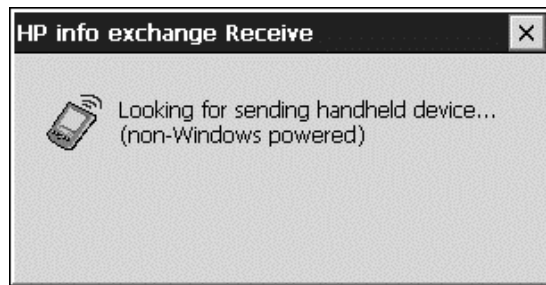 HP info exchange Receive
Looking for sending handheld device...
(non-Windows powered)